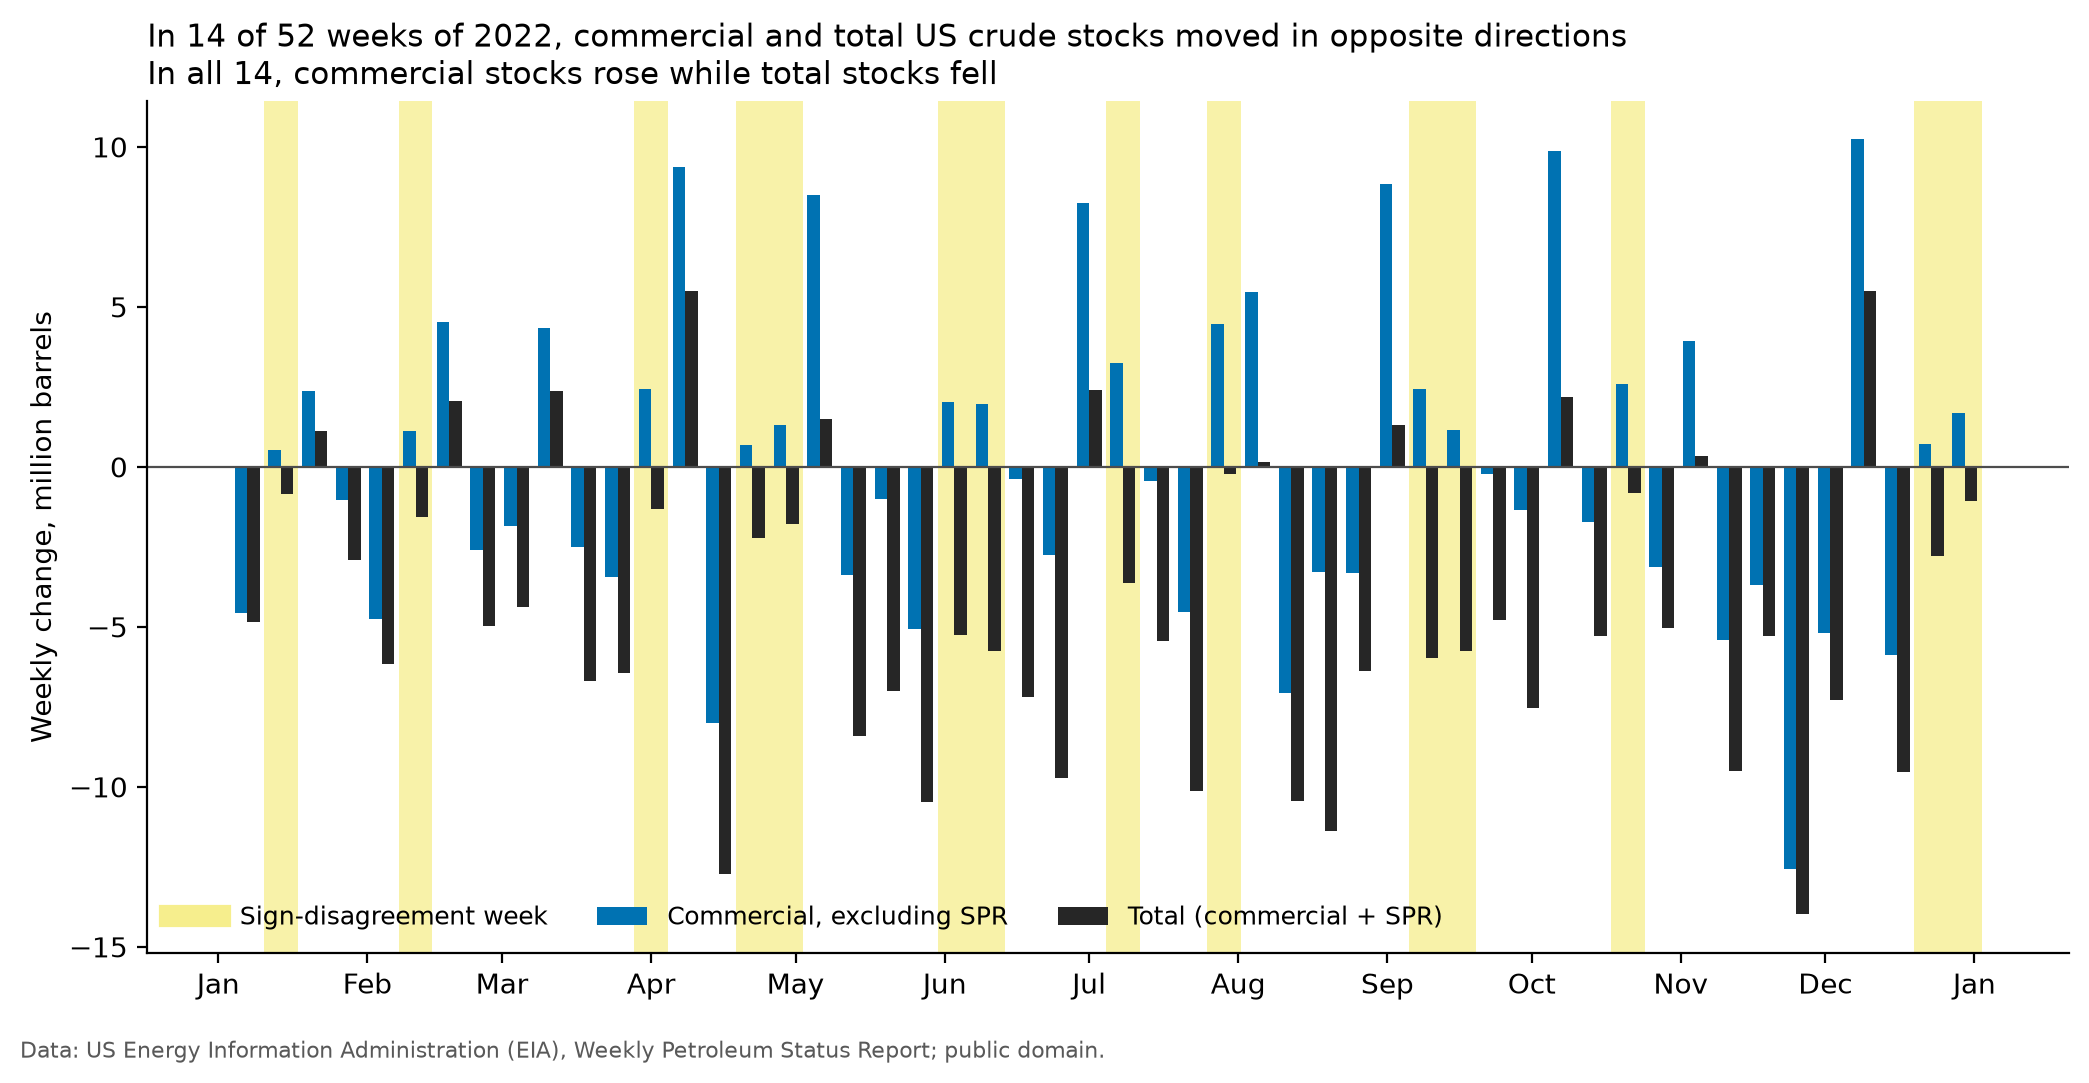 In 14 of 52 weeks of 2022, commercial and total US crude stocks moved in opposite directions
In all 14, commercial stocks rose while total stocks fell
Weekly change, million barrels
10
5
0
−5
−10
−15
Sign-disagreement week
Commercial, excluding SPR
Total (commercial + SPR)
Jan
Feb
Mar
Apr
May
Jun
Jul
Aug
Sep
Oct
Nov
Dec
Jan
Data: US Energy Information Administration (EIA), Weekly Petroleum Status Report; public domain.